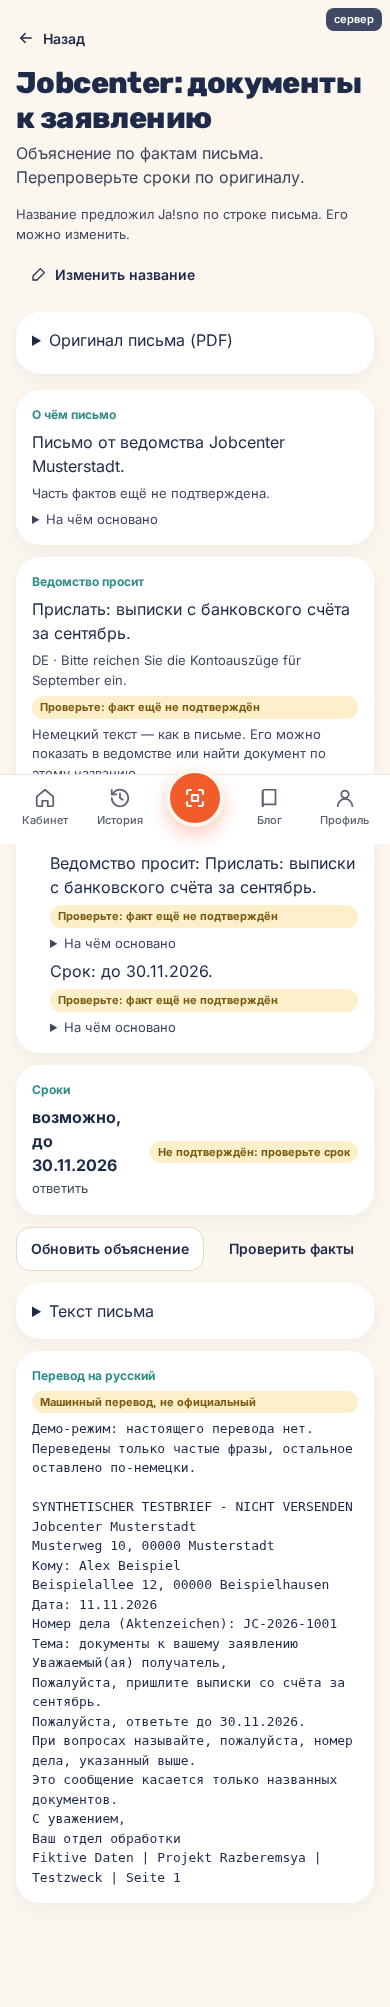 сервер
Назад
Jobcenter: документы
к заявлению
Объяснение по фактам письма.
Перепроверьте сроки по оригиналу.
Название предложил Ja!sno по строке письма. Его
можно изменить.
Изменить название
Оригинал письма (PDF)
О чём письмо
Письмо от ведомства Jobcenter
Musterstadt.
Часть фактов ещё не подтверждена.
На чём основано
Ведомство просит
Прислать: выписки с банковского счёта
за сентябрь.
DE · Bitte reichen Sie die Kontoauszüge für
September ein.
Проверьте: факт ещё не подтверждён
Немецкий текст — как в письме. Его можно
показать в ведомстве или найти документ по
этому названию.
Кабинет
История
Блог
Профиль
Ведомство просит: Прислать: выписки
с банковского счёта за сентябрь.
Проверьте: факт ещё не подтверждён
На чём основано
Срок: до 30.11.2026.
Проверьте: факт ещё не подтверждён
На чём основано
Сроки
возможно,
до
30.11.2026
ответить
Не подтверждён: проверьте срок
Обновить объяснение
Проверить факты
Текст письма
Перевод на русский
Машинный перевод, не официальный
Демо-режим: настоящего перевода нет.
Переведены только частые фразы, остальное
оставлено по-немецки.
SYNTHETISCHER TESTBRIEF - NICHT VERSENDEN
Jobcenter Musterstadt
Musterweg 10, 00000 Musterstadt
Кому: Alex Beispiel
Beispielallee 12, 00000 Beispielhausen
Дата: 11.11.2026
Номер дела (Aktenzeichen): JC-2026-1001
Тема: документы к вашему заявлению
Уважаемый(ая) получатель,
Пожалуйста, пришлите выписки со счёта за
сентябрь.
Пожалуйста, ответьте до 30.11.2026.
При вопросах называйте, пожалуйста, номер
дела, указанный выше.
Это сообщение касается только названных
документов.
С уважением,
Ваш отдел обработки
Fiktive Daten | Projekt Razberemsya |
Testzweck | Seite 1